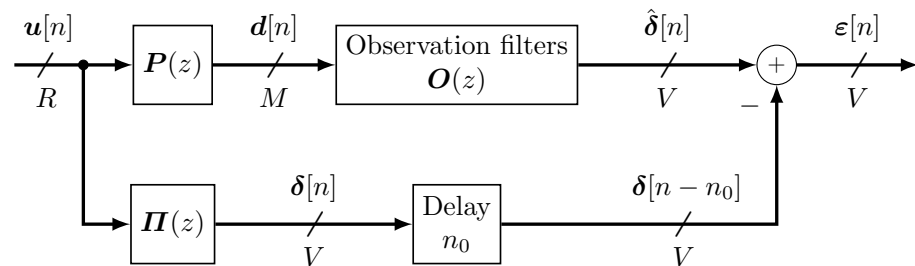 u[n]
d[n]
δ̂[n]
ε[n]
P(z)
Observation filters
O(z)
+
R
M
V
−
V
δ[n]
δ[n − n₀]
Π(z)
Delay
n₀
V
V